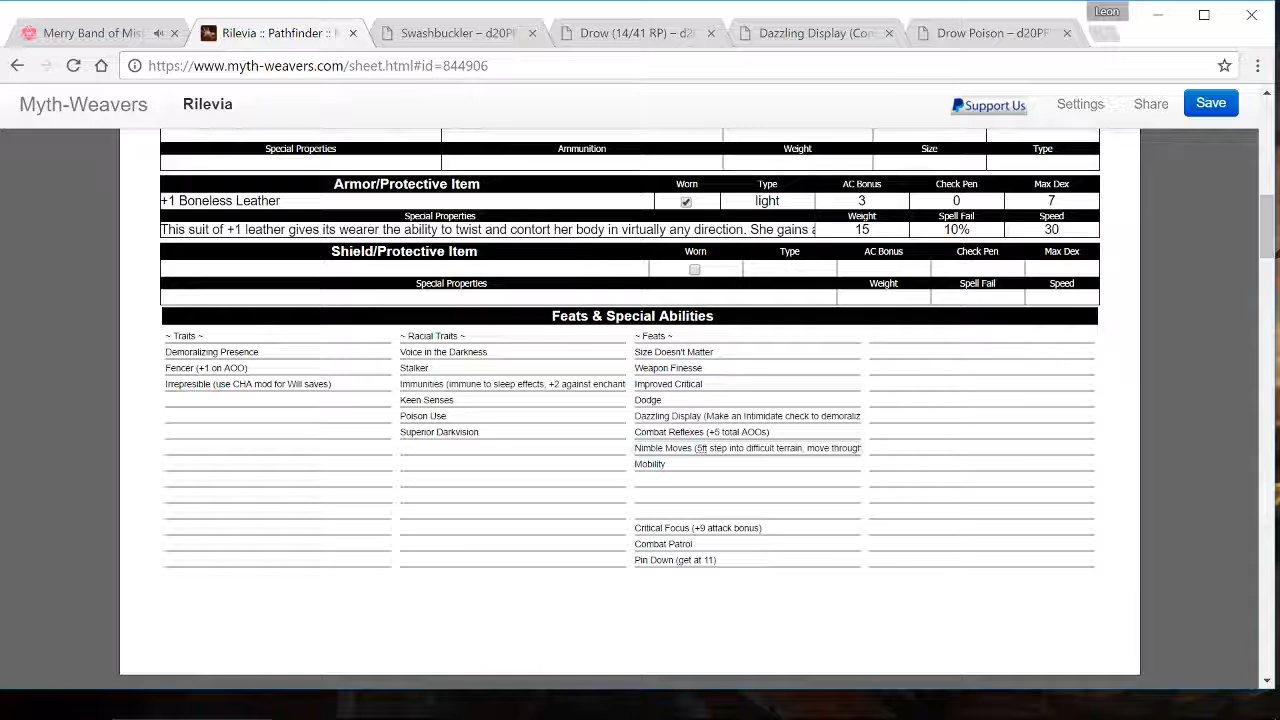 Leon
Merry Band of Mis
Rilevia :: Pathfinder ::
Swashbuckler – d20P
Drow (14/41 RP) – d2
Dazzling Display (Co
Drow Poison – d20P
https://www.myth-weavers.com/sheet.html#id=844906
Myth-Weavers Rilevia Support Us Settings Share Save
Special Properties Ammunition Weight Size Type
Armor/Protective Item Worn Type AC Bonus Check Pen Max Dex
+1 Boneless Leather light 3 0 7
Special Properties Weight Spell Fail Speed
This suit of +1 leather gives its wearer the ability to twist and contort her body in virtually any direction. She gains a 15 10% 30
Shield/Protective Item Worn Type AC Bonus Check Pen Max Dex
Special Properties Weight Spell Fail Speed
Feats & Special Abilities
~ Traits ~ ~ Racial Traits ~ ~ Feats ~
Demoralizing Presence Voice in the Darkness Size Doesn't Matter
Fencer (+1 on AOO) Stalker Weapon Finesse
Irrepresible (use CHA mod for Will saves) Immunities (immune to sleep effects, +2 against enchant Improved Critical
Keen Senses Dodge
Poison Use Dazzling Display (Make an Intimidate check to demoraliz
Superior Darkvision Combat Reflexes (+5 total AOOs)
Nimble Moves (5ft step into difficult terrain, move through
Mobility
Critical Focus (+9 attack bonus)
Combat Patrol
Pin Down (get at 11)